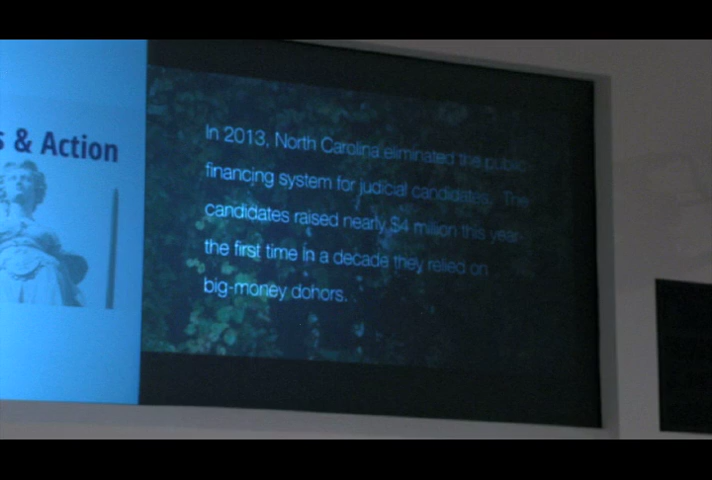 s & Action
In 2013, North Carolina eliminated the public
financing system for judicial candidates. The
candidates raised nearly $4 million this year-
the first time in a decade they relied on
big-money donors.